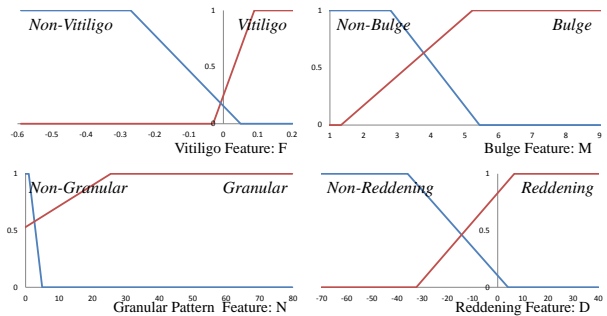 1
Non-Vitiligo
Vitiligo
0.5
0
-0.6 -0.5 -0.4 -0.3 -0.2 -0.1 0 0.1 0.2
Vitiligo Feature: F
1
Non-Bulge
Bulge
0.5
0
1 2 3 4 5 6 7 8 9
Bulge Feature: M
1
Non-Granular
Granular
0.5
0
0 10 20 30 40 50 60 70 80
Granular Pattern Feature: N
1
Non-Reddening
Reddening
0.5
0
-70 -60 -50 -40 -30 -20 -10 0 10 20 30 40
Reddening Feature: D